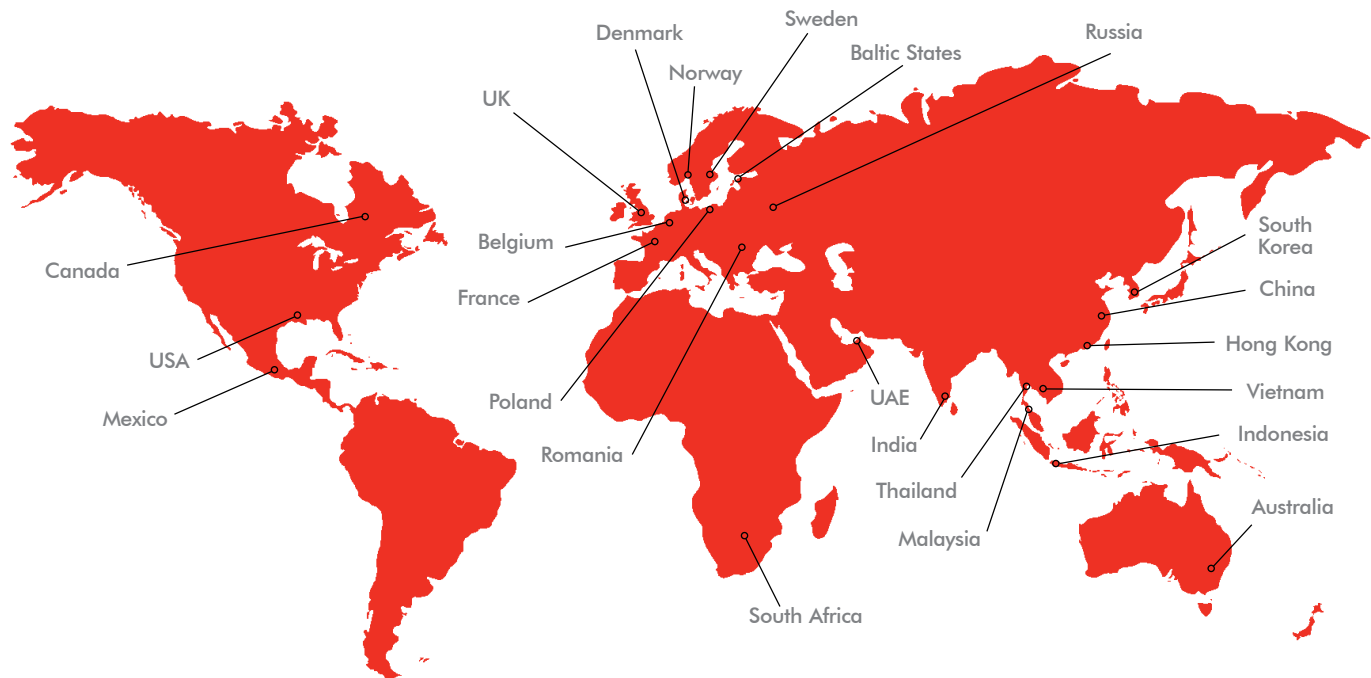 Sweden
Denmark
Russia
Baltic States
Norway
UK
South
Korea
Belgium
Canada
China
France
Hong Kong
USA
Vietnam
Poland
UAE
Mexico
Indonesia
India
Romania
Thailand
Australia
Malaysia
South Africa